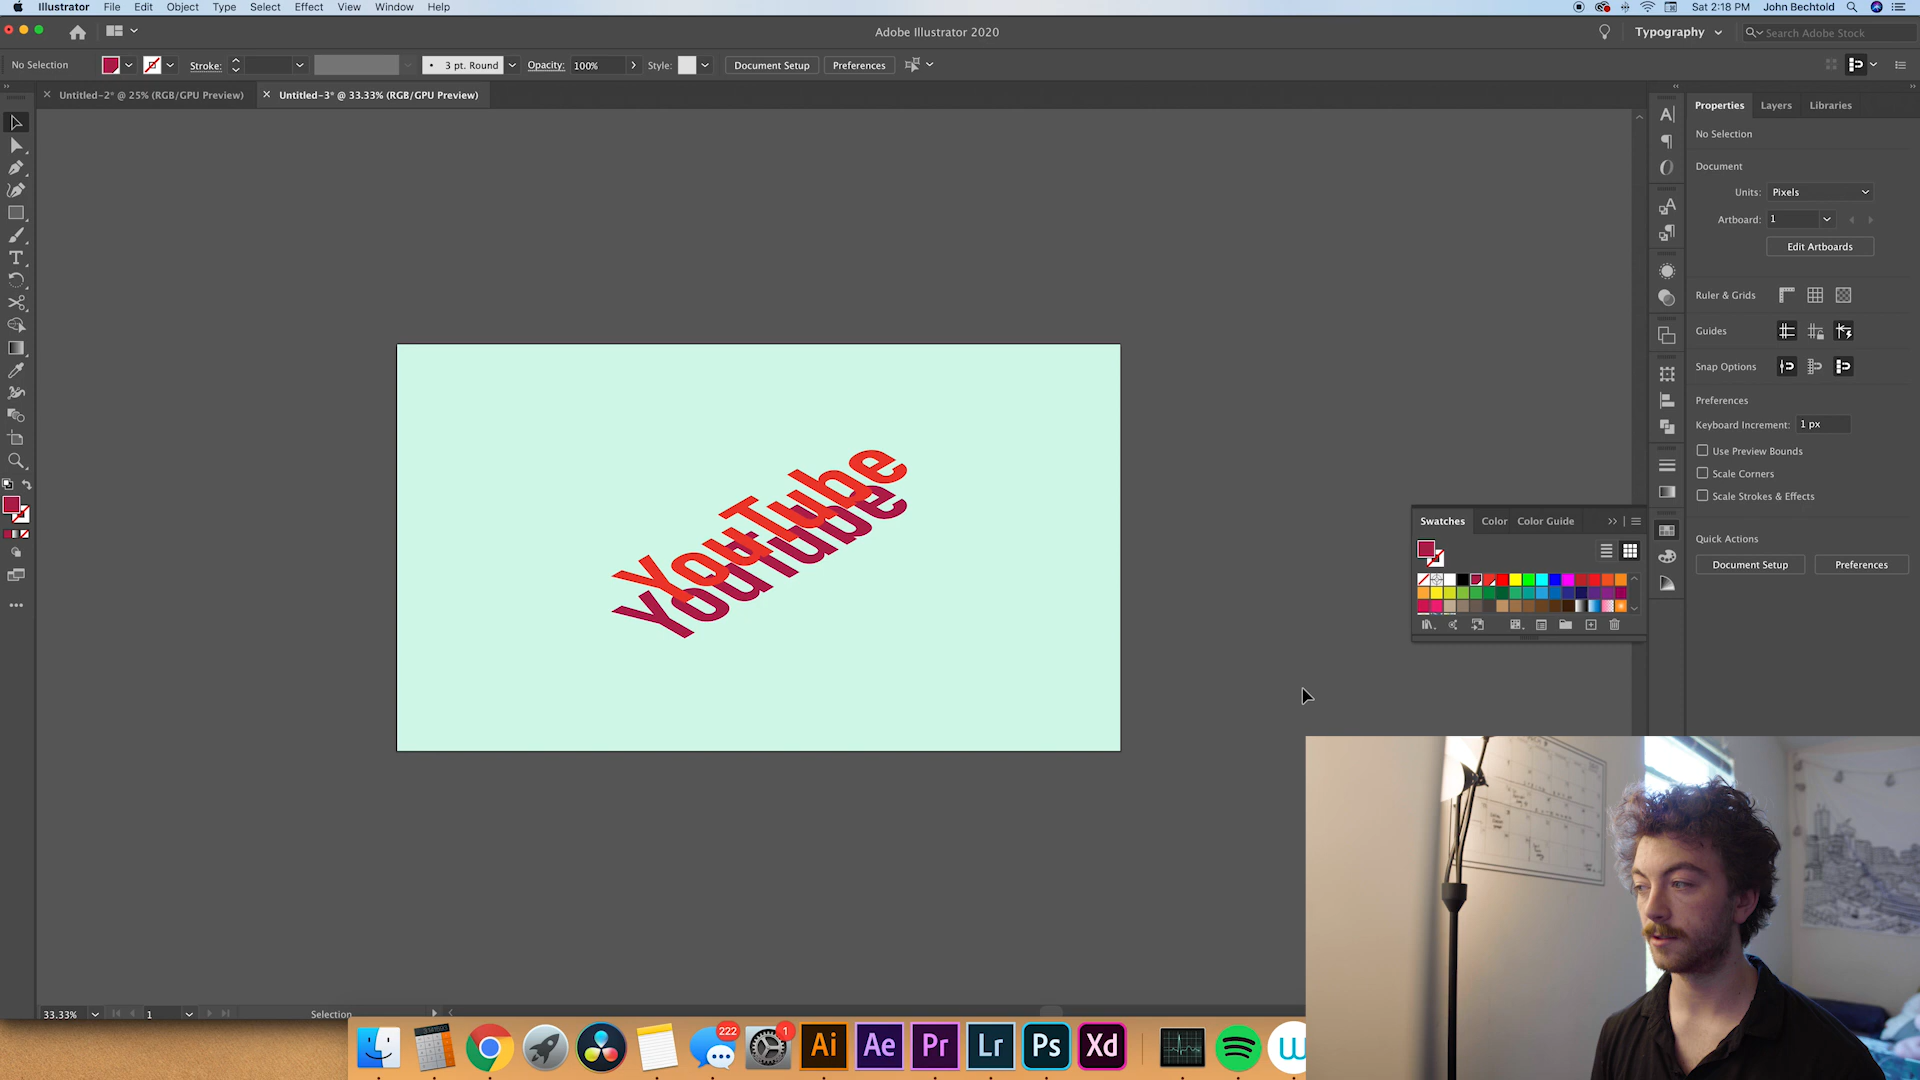 Illustrator File Edit Object Type Select Effect View Window Help
Sat 2:18 PM John Bechtold
Adobe Illustrator 2020
Typography
Search Adobe Stock
No Selection
Stroke:
3 pt. Round
Opacity: 100%
Style:
Document Setup
Preferences
Untitled-2* @ 25% (RGB/GPU Preview)
Untitled-3* @ 33.33% (RGB/GPU Preview)
Properties Layers Libraries
No Selection
Document
Units: Pixels
Artboard: 1
Edit Artboards
Ruler & Grids
Guides
Snap Options
Preferences
Keyboard Increment: 1 px
Use Preview Bounds
Scale Corners
Scale Strokes & Effects
Quick Actions
Document Setup
Preferences
Swatches Color Color Guide
YouTube
YouTube
33.33%
1
Selection
222
1
Ai
Ae
Pr
Lr
Ps
Xd